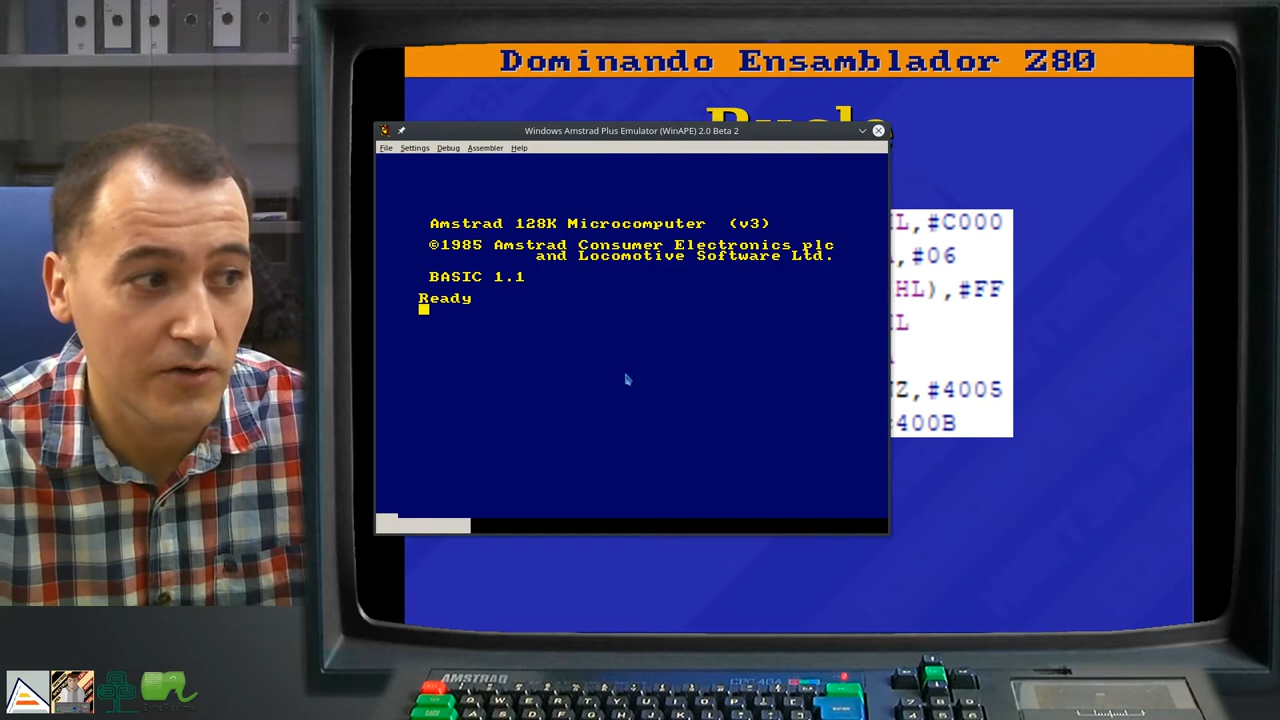 Dominando Ensamblador Z80
Windows Amstrad Plus Emulator (WinAPE) 2.0 Beta 2
File Settings Debug Assembler Help
Amstrad 128K Microcomputer (v3)
©1985 Amstrad Consumer Electronics plc
and Locomotive Software Ltd.
BASIC 1.1
Ready
L,#C000
,#06
HL),#FF
L
Z,#4005
400B
AMSTRAD